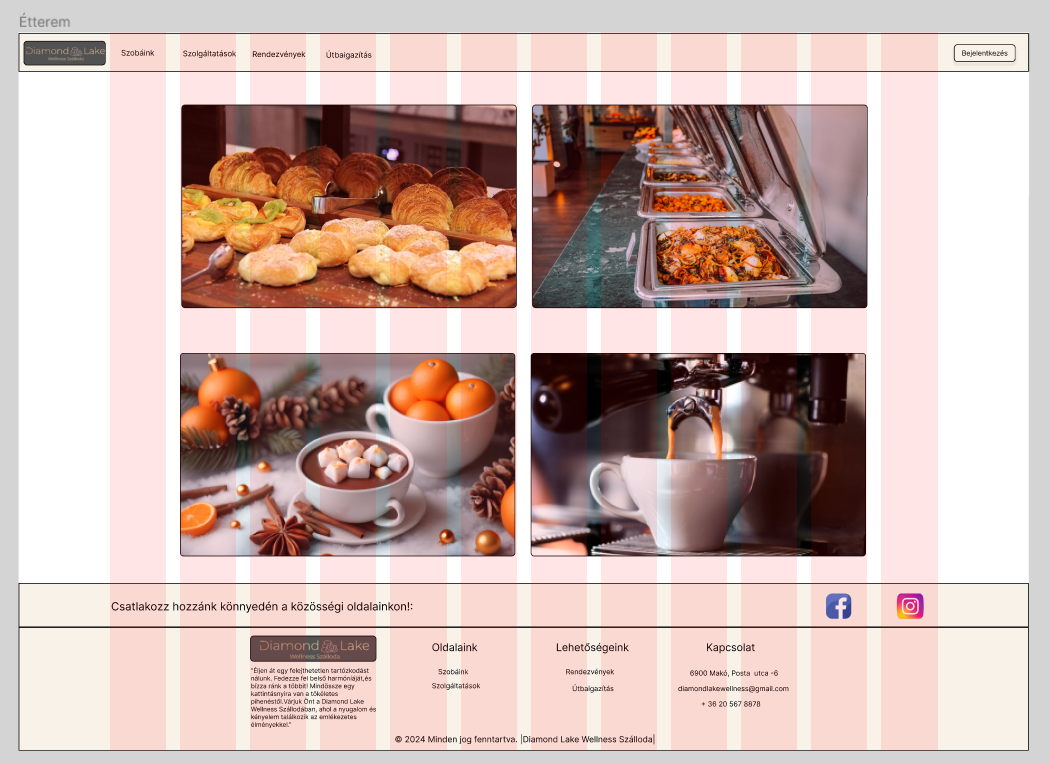 Étterem
Diamond Lake
Wellness Szálloda
Szobáink
Szolgáltatások
Rendezvények
Útbaigazítás
Bejelentkezés
Csatlakozz hozzánk könnyedén a közösségi oldalainkon!:
Diamond Lake
Wellness Szálloda
"Éljen át egy felejthetetlen tartózkodást
nálunk. Fedezze fel belső harmóniáját,és
bízza ránk a többit! Mindössze egy
kattintásnyira van a tökéletes
pihenéstől.Várjuk Önt a Diamond Lake
Wellness Szállodában, ahol a nyugalom és
kényelem találkozik az emlékezetes
élményekkel."
Oldalaink
Szobáink
Szolgáltatások
Lehetőségeink
Rendezvények
Útbaigazítás
Kapcsolat
6900 Makó, Posta utca -6
diamondlakewellness@gmail.com
+ 36 20 567 8878
© 2024 Minden jog fenntartva. |Diamond Lake Wellness Szálloda|